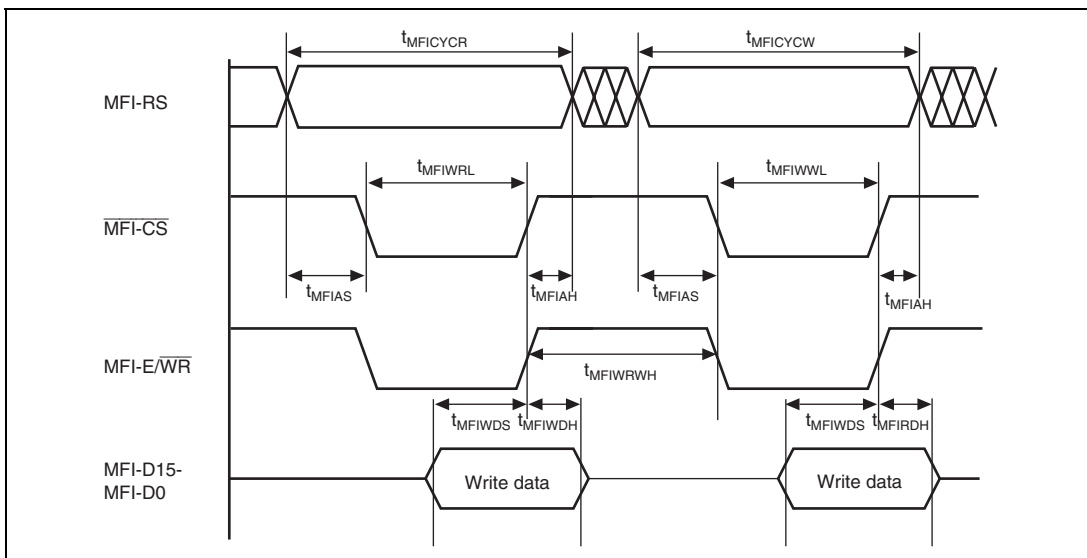 tMFICYCR tMFICYCW
MFI-RS
tMFIWRL tMFIWWL
MFI-CS
tMFIAS tMFIAH tMFIAS tMFIAH
MFI-E/WR
tMFIWRWH
tMFIWDS tMFIWDH tMFIWDS tMFIRDH
MFI-D15-
MFI-D0
Write data Write data